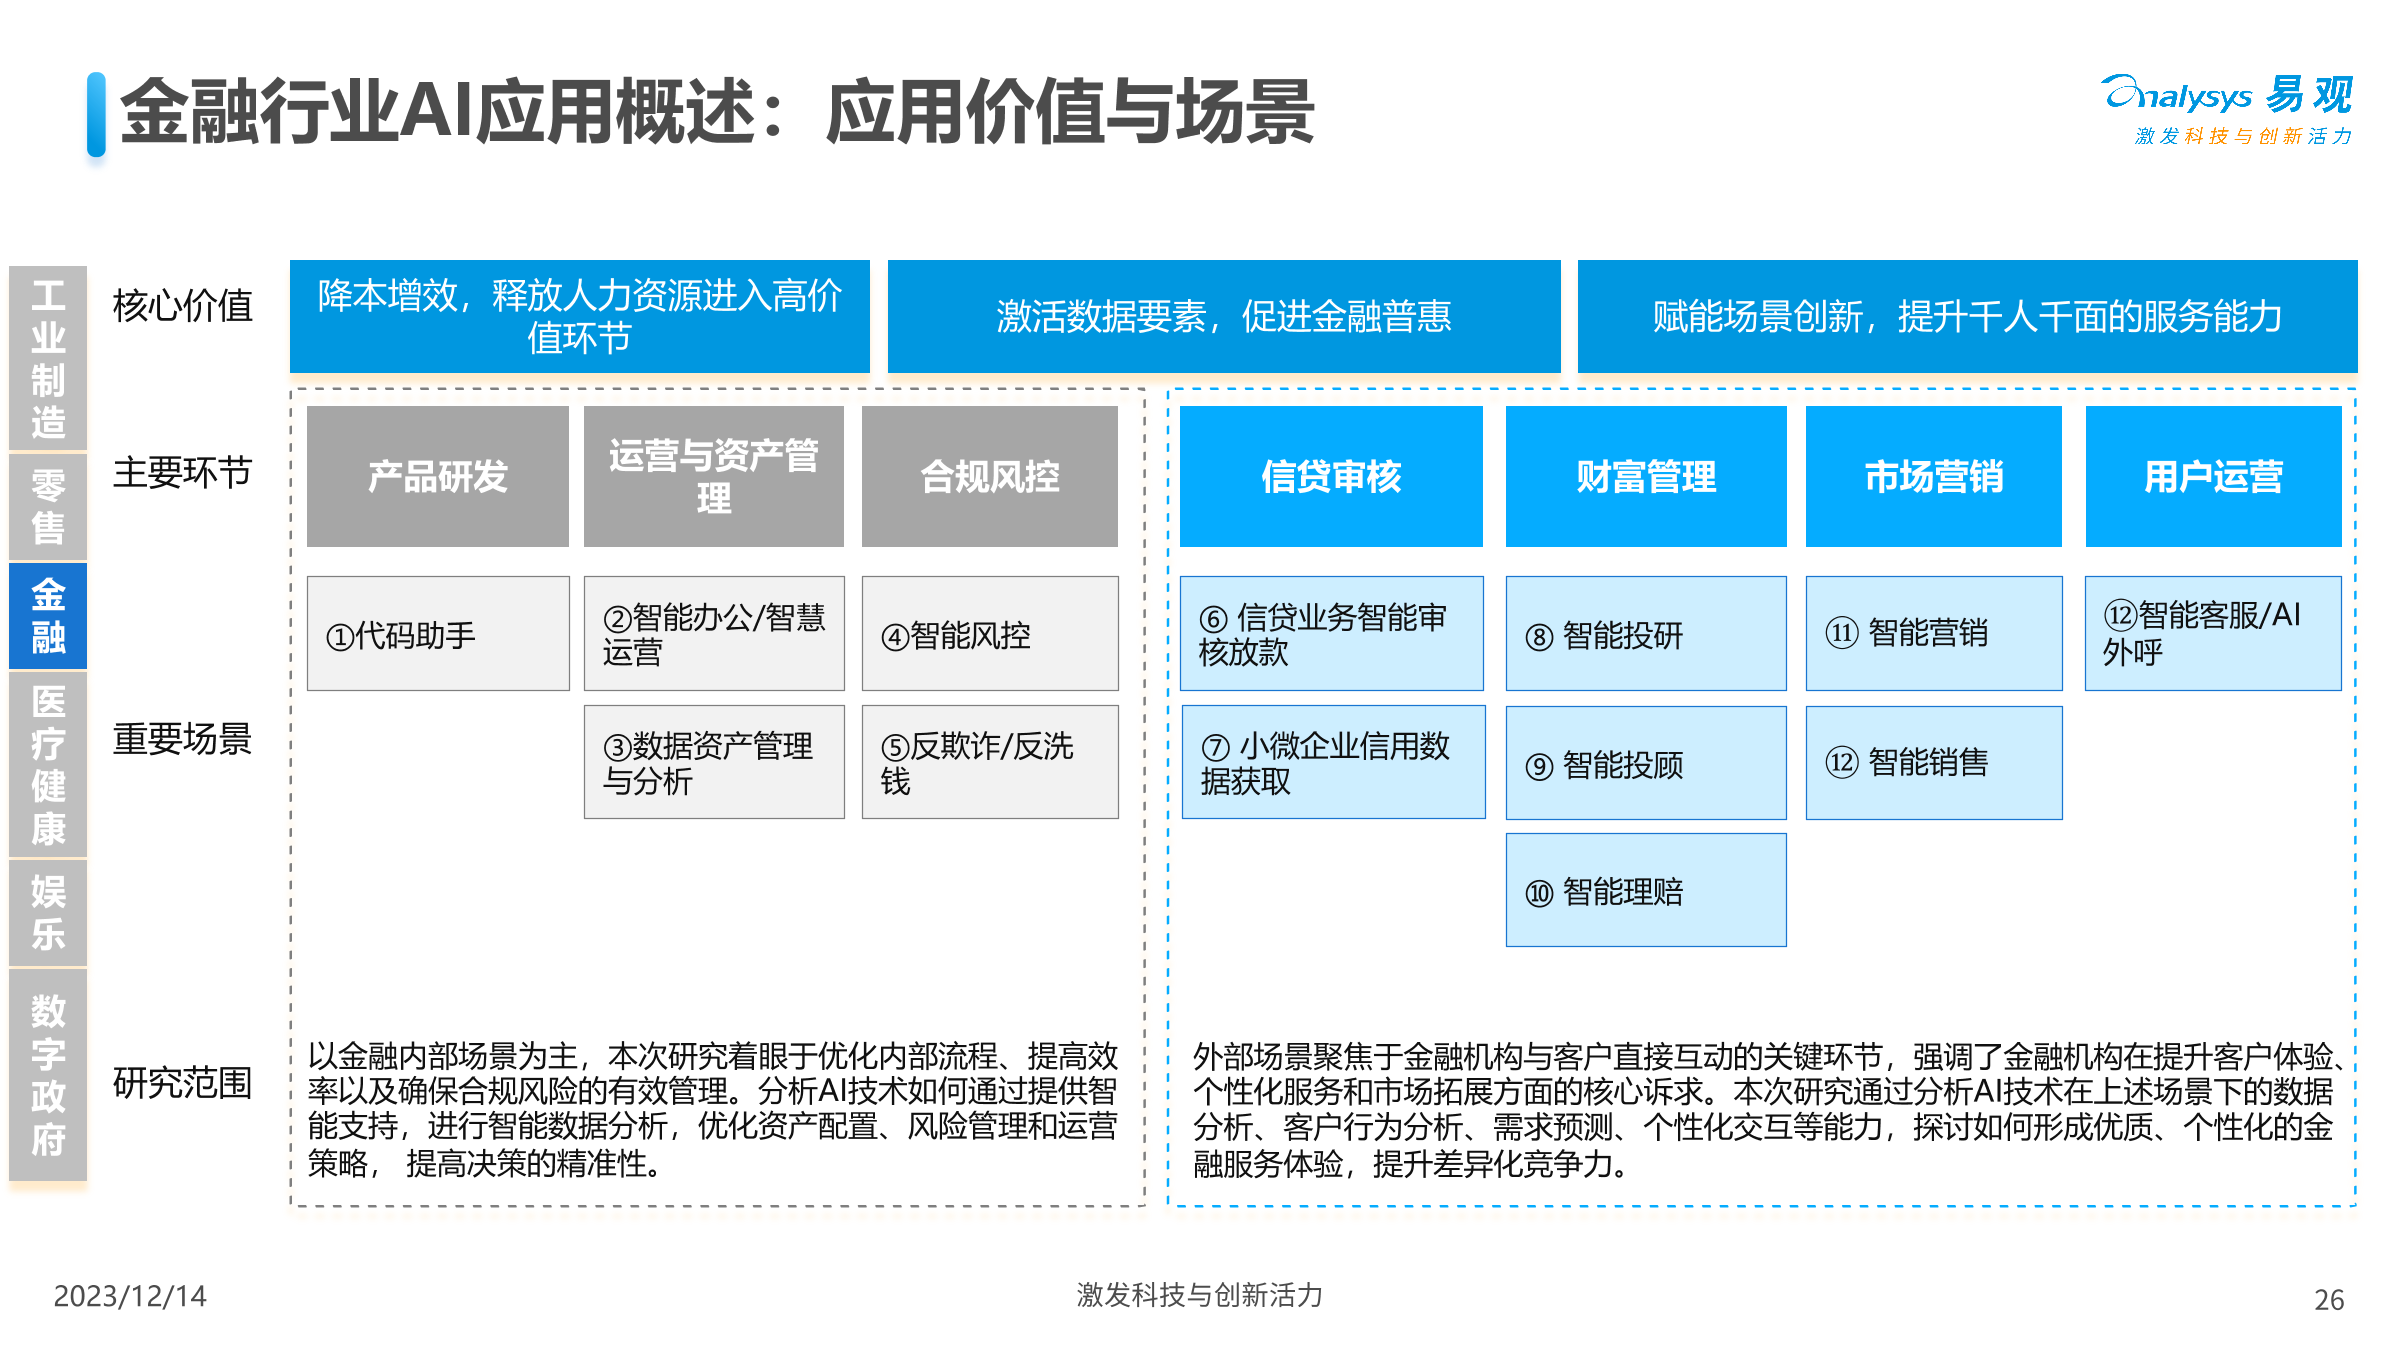 金融行业AI应用概述：应用价值与场景
analysys 易观
激发科技与创新活力
工业制造
零售
金融
医疗健康
娱乐
数字政府
核心价值
降本增效，释放人力资源进入高价
值环节
激活数据要素，促进金融普惠
赋能场景创新，提升千人千面的服务能力
主要环节
产品研发
运营与资产管
理
合规风控
信贷审核
财富管理
市场营销
用户运营
重要场景
①代码助手
②智能办公/智慧
运营
④智能风控
⑥ 信贷业务智能审
核放款
⑧ 智能投研
⑪ 智能营销
⑫智能客服/AI
外呼
③数据资产管理
与分析
⑤反欺诈/反洗
钱
⑦ 小微企业信用数
据获取
⑨ 智能投顾
⑫ 智能销售
⑩ 智能理赔
研究范围
以金融内部场景为主，本次研究着眼于优化内部流程、提高效
率以及确保合规风险的有效管理。分析AI技术如何通过提供智
能支持，进行智能数据分析，优化资产配置、风险管理和运营
策略， 提高决策的精准性。
外部场景聚焦于金融机构与客户直接互动的关键环节，强调了金融机构在提升客户体验、
个性化服务和市场拓展方面的核心诉求。本次研究通过分析AI技术在上述场景下的数据
分析、客户行为分析、需求预测、个性化交互等能力，探讨如何形成优质、个性化的金
融服务体验，提升差异化竞争力。
2023/12/14
激发科技与创新活力
26